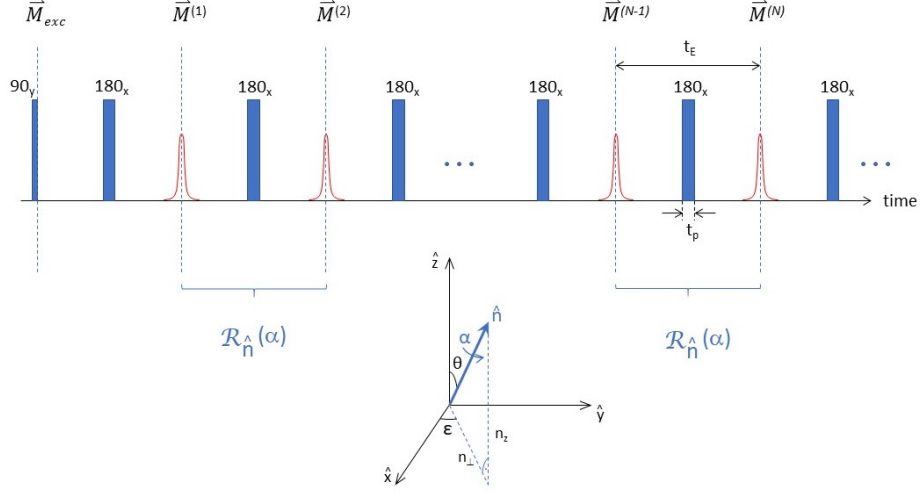 M⃗exc M⃗(1) M⃗(2) M⃗(N-1) M⃗(N)
tE
90y 180x 180x 180x 180x 180x 180x
... ...
time
tp
ẑ
n̂
ℛn̂(α) ℛn̂(α)
α
θ
ŷ
ε
nz
n⊥
x̂